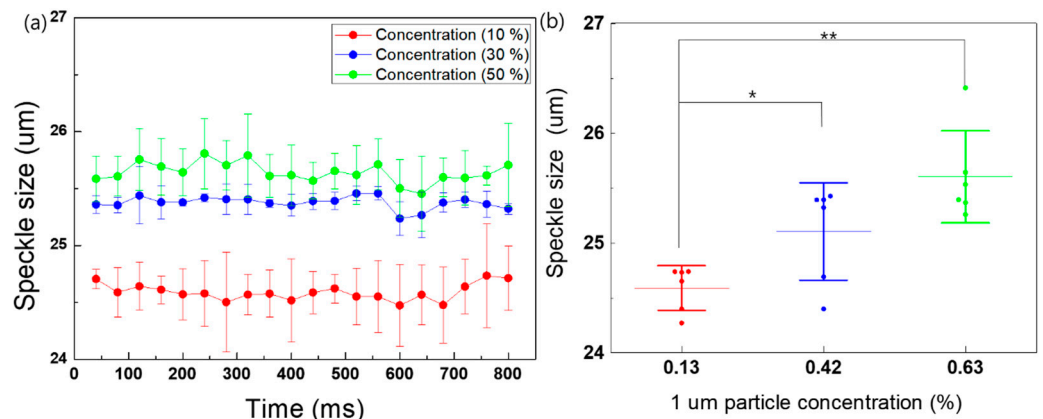 (a)
27
26
25
24
Speckle size (um)
Concentration (10 %)
Concentration (30 %)
Concentration (50 %)
0 100 200 300 400 500 600 700 800
Time (ms)
(b)
27
26
25
24
Speckle size (um)
*
**
0.13 0.42 0.63
1 um particle concentration (%)